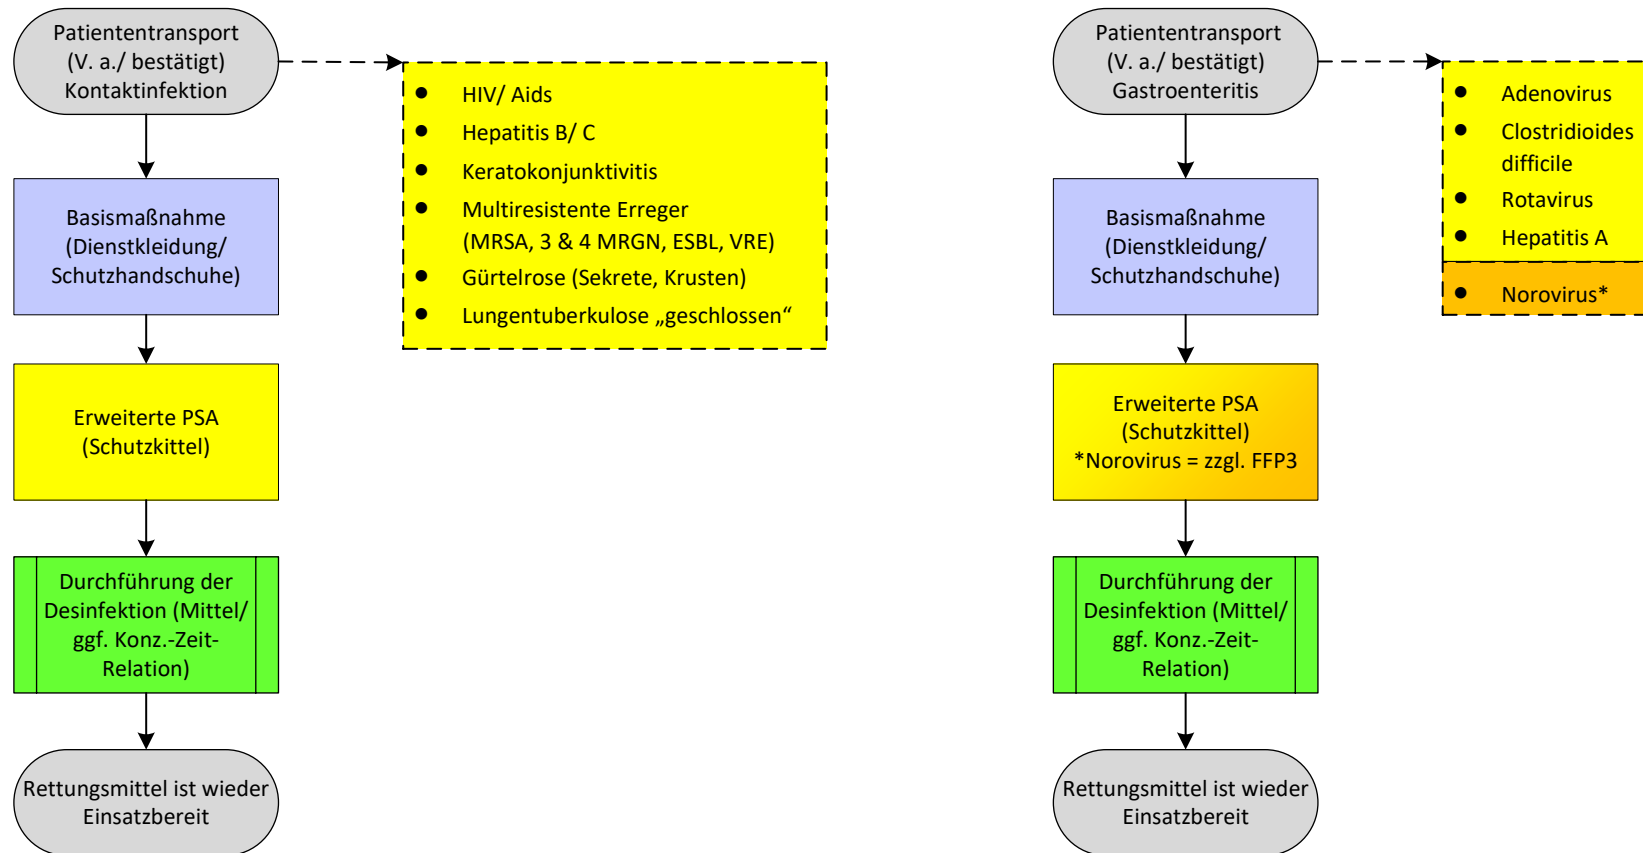 Patiententransport
(V. a./ bestätigt)
Kontaktinfektion
● HIV/ Aids
● Hepatitis B/ C
● Keratokonjunktivitis
● Multiresistente Erreger
(MRSA, 3 & 4 MRGN, ESBL, VRE)
● Gürtelrose (Sekrete, Krusten)
● Lungentuberkulose „geschlossen“
Basismaßnahme
(Dienstkleidung/
Schutzhandschuhe)
Erweiterte PSA
(Schutzkittel)
Durchführung der
Desinfektion (Mittel/
ggf. Konz.-Zeit-
Relation)
Rettungsmittel ist wieder
Einsatzbereit
Patiententransport
(V. a./ bestätigt)
Gastroenteritis
● Adenovirus
● Clostridioides
difficile
● Rotavirus
● Hepatitis A
● Norovirus*
Basismaßnahme
(Dienstkleidung/
Schutzhandschuhe)
Erweiterte PSA
(Schutzkittel)
*Norovirus = zzgl. FFP3
Durchführung der
Desinfektion (Mittel/
ggf. Konz.-Zeit-
Relation)
Rettungsmittel ist wieder
Einsatzbereit